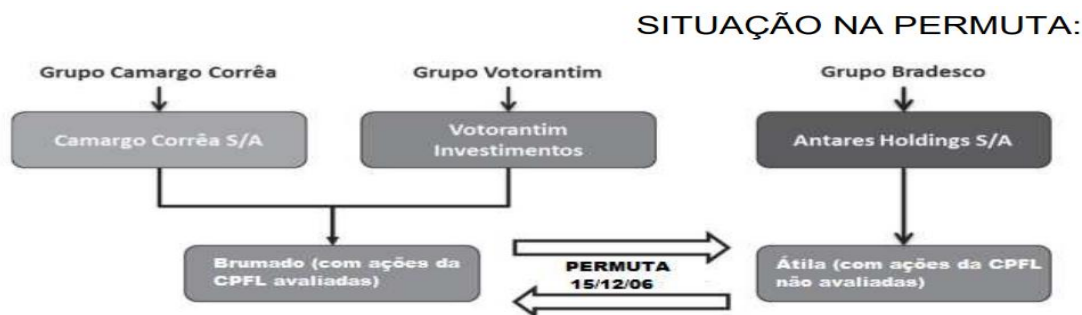 SITUAÇÃO NA PERMUTA:
Grupo Camargo Corrêa
Grupo Votorantim
Grupo Bradesco
Camargo Corrêa S/A
Votorantim
Investimentos
Antares Holdings S/A
Brumado (com ações da
CPFL avaliadas)
PERMUTA
15/12/06
Átila (com ações da CPFL
não avaliadas)